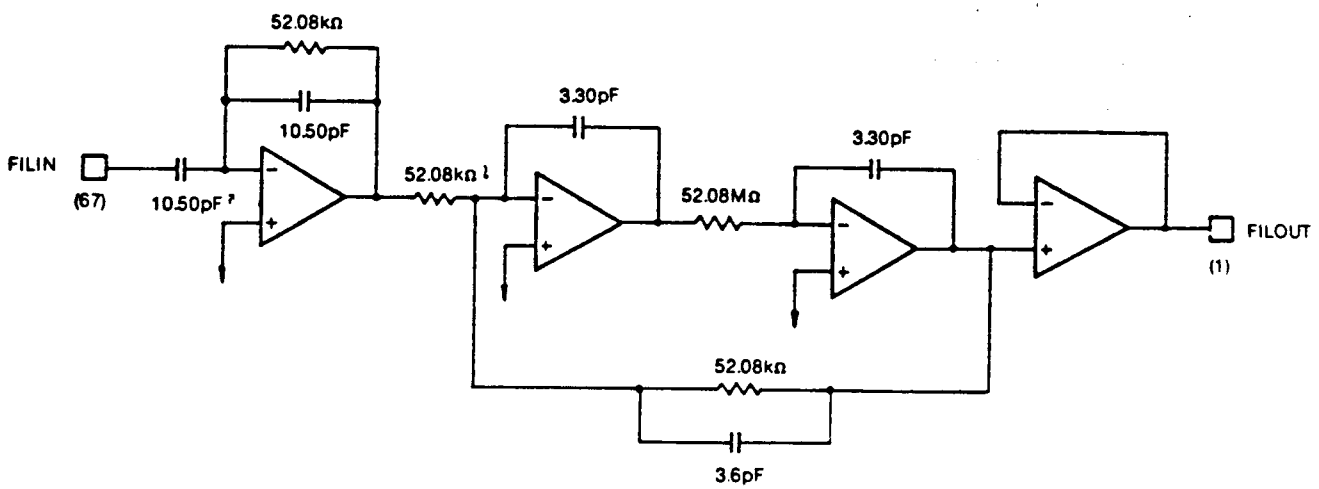 52.08kΩ
10.50pF
FILIN
(67)
10.50pF ?
52.08kΩ ¹
3.30pF
52.08MΩ
3.30pF
FILOUT
(1)
52.08kΩ
3.6pF
−
+
−
+
−
+
−
+